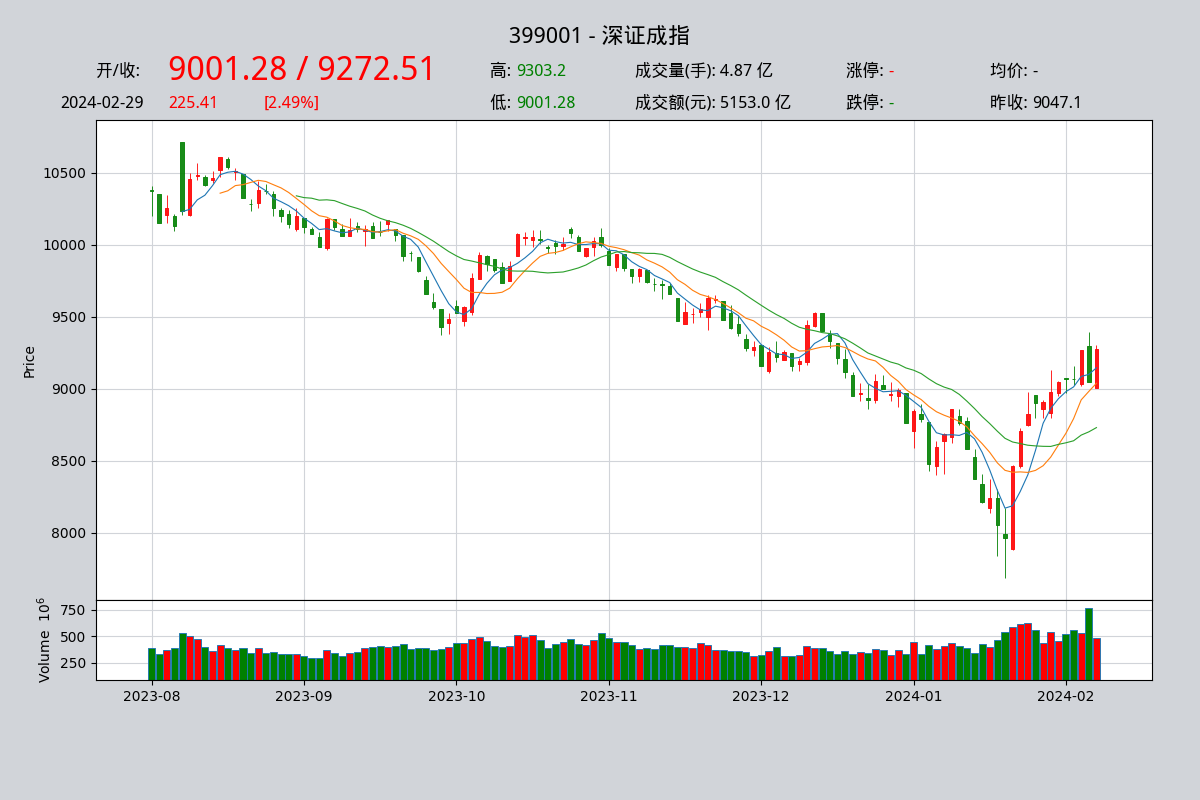 399001 - 深证成指
开/收: 9001.28 / 9272.51 高: 9303.2 成交量(手): 4.87 亿 涨停: - 均价: -
2024-02-29 225.41 [2.49%] 低: 9001.28 成交额(元): 5153.0 亿 跌停: - 昨收: 9047.1
Price
10500
10000
9500
9000
8500
8000
Volume 10^6
750
500
250
2023-08 2023-09 2023-10 2023-11 2023-12 2024-01 2024-02